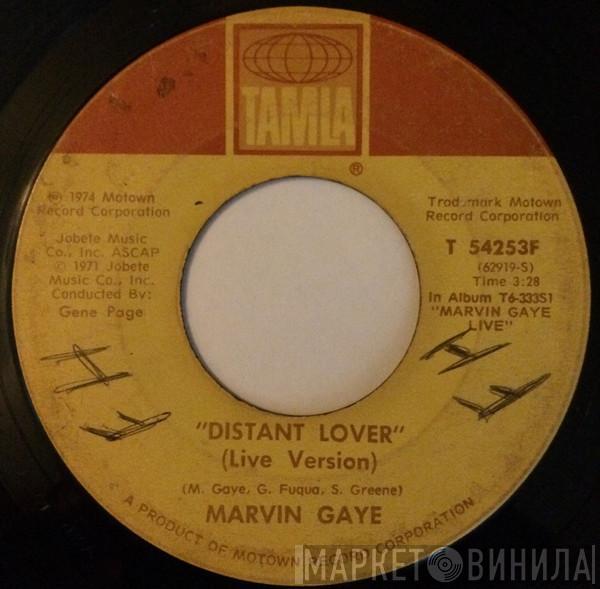 TAMLA
®
℗ 1974 Motown
Record Corporation
Jobete Music
Co., Inc. ASCAP
© 1971 Jobete
Music Co., Inc.
Conducted By:
Gene Page
Trademark Motown
Record Corporation
T 54253F
(62919-S)
Time 3:28
In Album T6-333S1
"MARVIN GAYE
LIVE"
"DISTANT LOVER"
(Live Version)
(M. Gaye, G. Fuqua, S. Greene)
MARVIN GAYE
A PRODUCT OF MOTOWN RECORD CORPORATION
МАРКЕТ ВИНИЛА